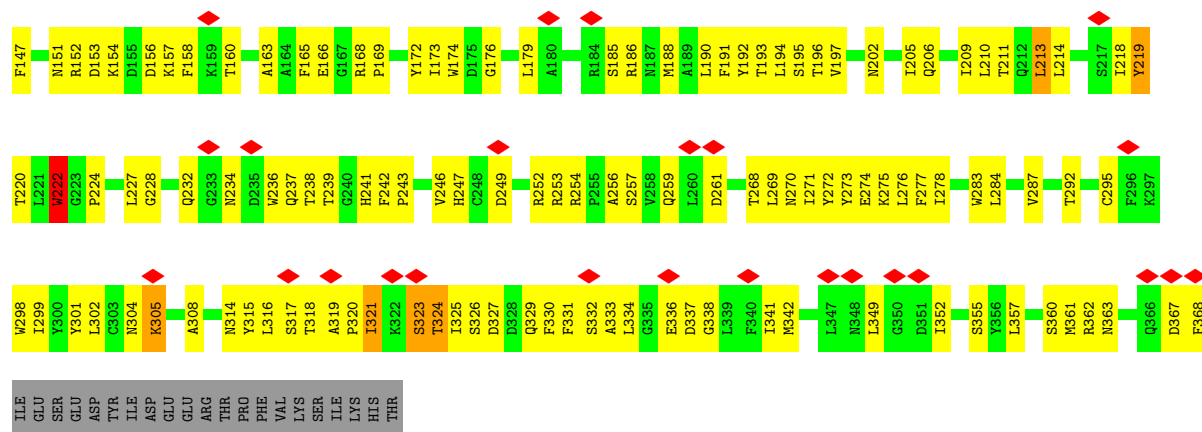 F147 N151 R152 D153 K154 D155 D156 K157 F158 K159 T160 A163 A164 F165 E166 G167 R168 P169 Y172 I173 W174 D175 G176 L179 A180 R184 S185 R186 N187 M188 A189 L190 F191 Y192 T193 L194 S195 T196 V197 N202 I205 Q206 I209 L210 T211 Q212 L213 L214 S217 I218 Y219
T220 L221 W222 G223 P224 L227 G228 Q232 G233 N234 D235 W236 Q237 T238 T239 G240 H241 F242 P243 V246 H247 C248 D249 R252 R253 R254 P255 A256 S257 V258 Q259 L260 D261 T268 L269 N270 I271 Y272 Y273 E274 K275 L276 F277 I278 W283 L284 V287 T292 C295 F296 K297
W298 I299 Y300 Y301 L302 C303 N304 K305 A308 N314 Y315 L316 S317 T318 A319 P320 I321 K322 S323 T324 I325 S326 D327 D328 Q329 F330 F331 S332 A333 L334 G335 E336 D337 G338 L339 F340 I341 M342 L347 N348 L349 G350 D351 I352 S355 Y356 L357 S360 M361 R362 N363 Q366 D367 F368
ILE GLU SER GLU ASP TYR ILE ASP GLU GLU ARG THR PRO PHE VAL LYS SER ILE LYS HIS THR